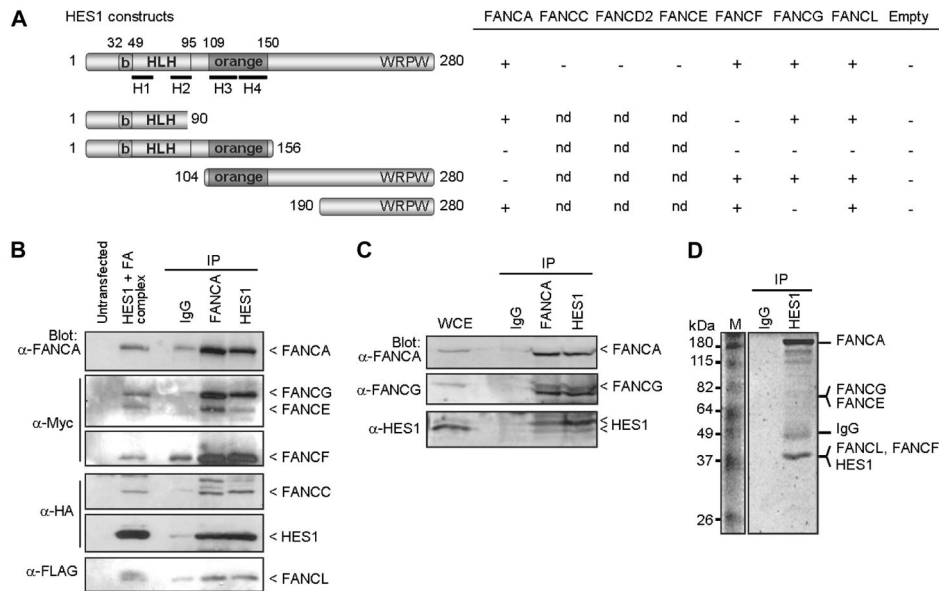 A
HES1 constructs
FANCA FANCC FANCD2 FANCE FANCF FANCG FANCL Empty
32 49 95 109 150
1 b HLH orange WRPW 280 + - - - + + + -
H1 H2 H3 H4
1 b HLH 90 + nd nd nd - + + -
1 b HLH orange 156 - nd nd nd - - - -
104 orange WRPW 280 - nd nd nd + + + -
190 WRPW 280 + nd nd nd + - + -
B
Untransfected
HES1 + FA complex
IP
IgG
FANCA
HES1
Blot:
α-FANCA
< FANCA
α-Myc
< FANCG
< FANCE
< FANCF
α-HA
< FANCC
< HES1
α-FLAG
< FANCL
C
IP
WCE
IgG
FANCA
HES1
Blot:
α-FANCA
< FANCA
α-FANCG
< FANCG
α-HES1
< HES1
<
D
IP
kDa
M
IgG
HES1
180
115
82
64
49
37
26
FANCA
FANCG
FANCE
IgG
FANCL, FANCF
HES1